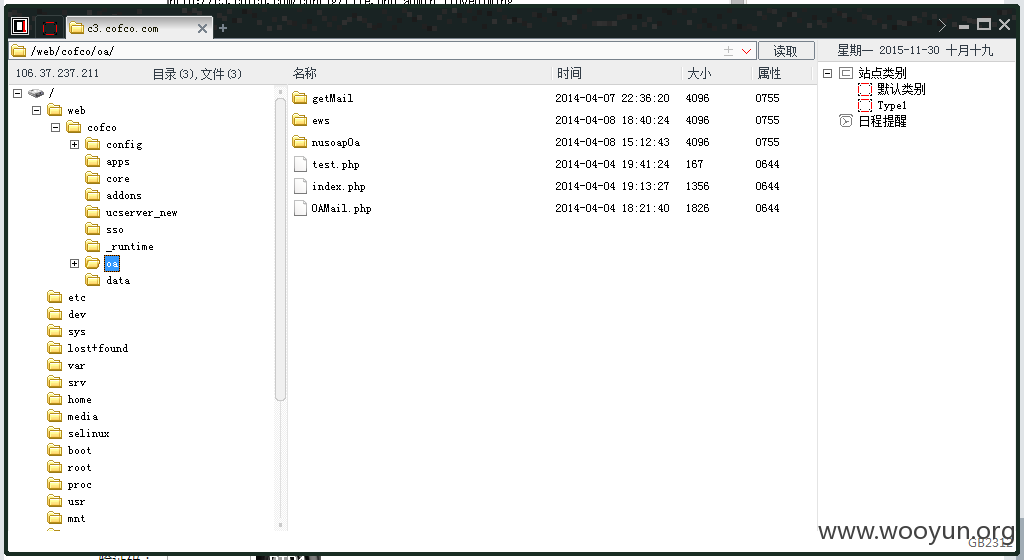 c3.cofco.com
/web/cofco/oa/
读取
星期一 2015-11-30 十月十九
106.37.237.211
目录(3),文件(3)
名称 时间 大小 属性
/
web
cofco
config
apps
core
addons
ucserver_new
sso
_runtime
oa
data
etc
dev
sys
lost+found
var
srv
home
media
selinux
boot
root
proc
usr
mnt
getMail 2014-04-07 22:36:20 4096 0755
ews 2014-04-08 18:40:24 4096 0755
nusoapOa 2014-04-08 15:12:43 4096 0755
test.php 2014-04-04 19:41:24 167 0644
index.php 2014-04-04 19:13:27 1356 0644
OAMail.php 2014-04-04 18:21:40 1826 0644
站点类别
默认类别
Type1
日程提醒
www.wooyun.org
GB2312